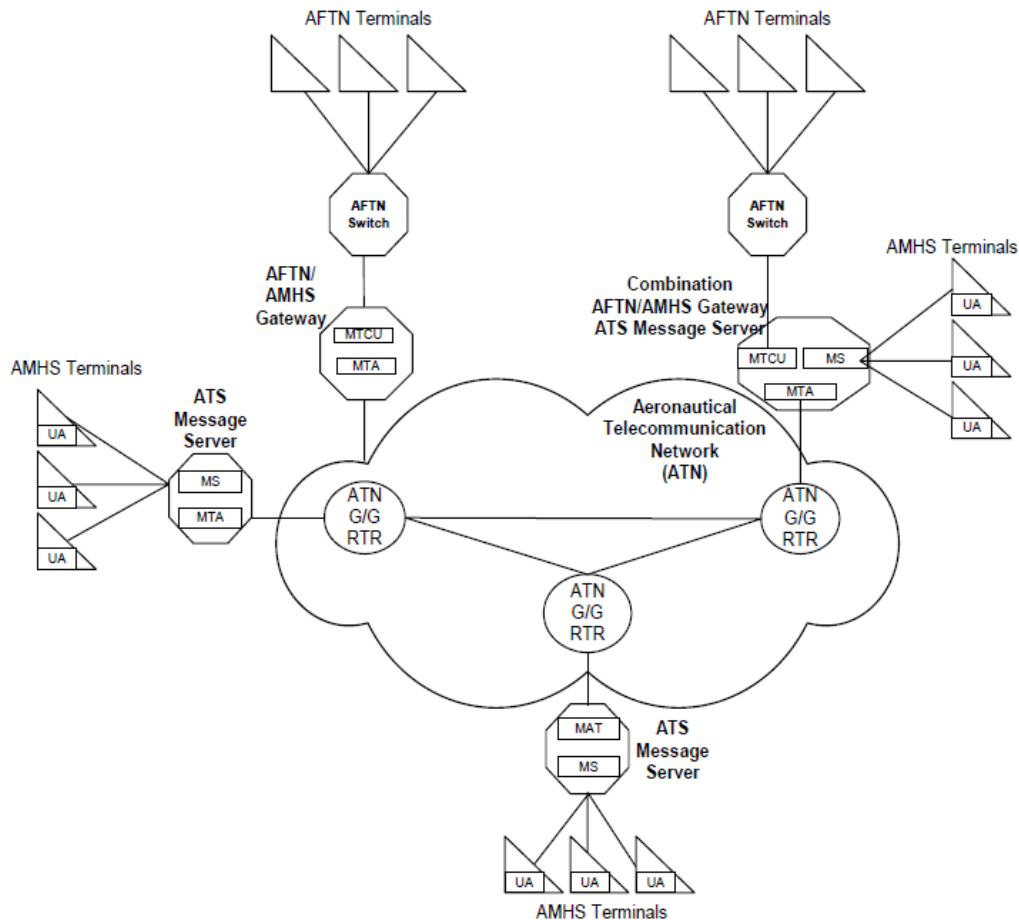 AFTN Terminals
AFTN Terminals
AFTN
Switch
AFTN
Switch
AFTN/
AMHS
Gateway
MTCU
MTA
Combination
AFTN/AMHS Gateway
ATS Message Server
MTCU
MS
MTA
AMHS Terminals
UA
UA
UA
AMHS Terminals
UA
UA
UA
ATS
Message
Server
MS
MTA
Aeronautical
Telecommunication
Network
(ATN)
ATN
G/G
RTR
ATN
G/G
RTR
ATN
G/G
RTR
MAT
MS
ATS
Message
Server
UA
UA
UA
AMHS Terminals